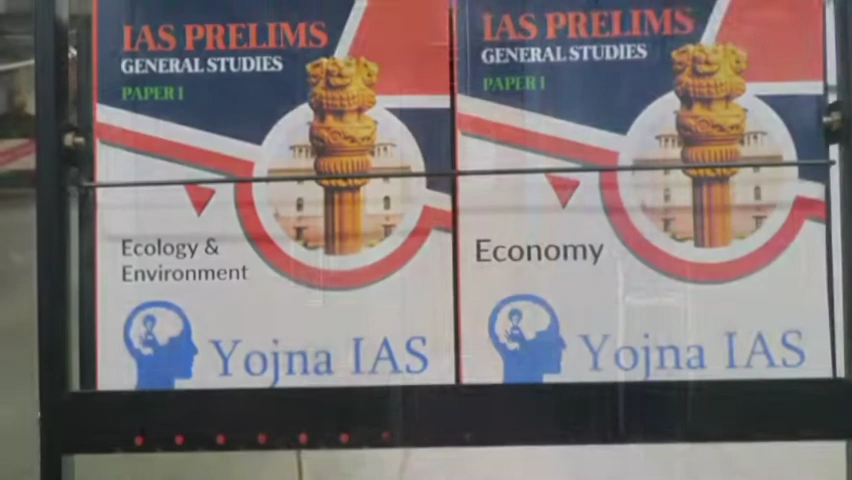 IAS PRELIMS
GENERAL STUDIES
PAPER I
Ecology &
Environment
Yojna IAS
IAS PRELIMS
GENERAL STUDIES
PAPER I
Economy
Yojna IAS